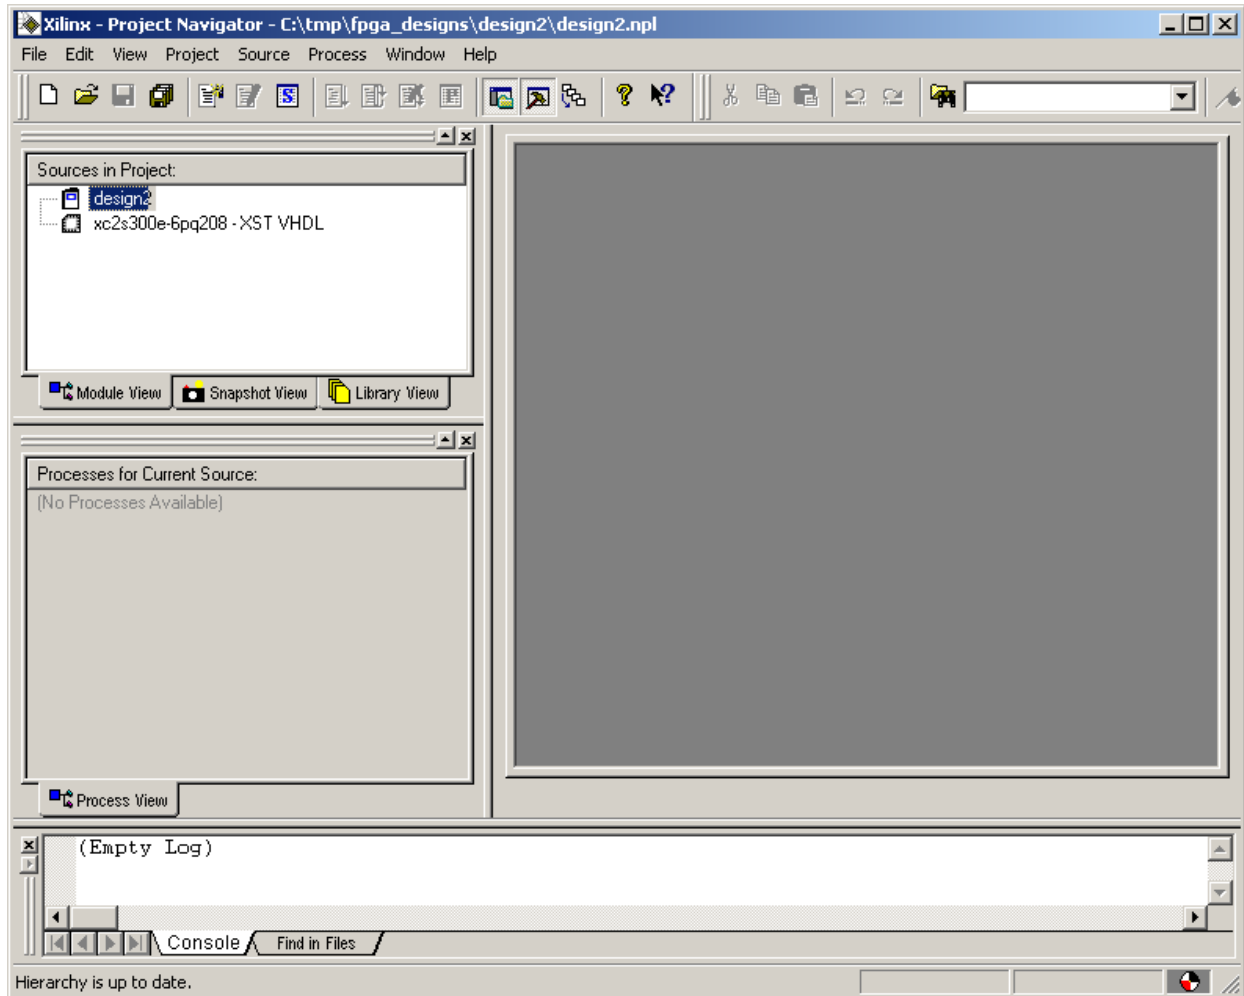 Xilinx - Project Navigator - C:\tmp\fpga_designs\design2\design2.npl
File Edit View Project Source Process Window Help
Sources in Project:
design2
xc2s300e-6pq208 - XST VHDL
Module View Snapshot View Library View
Processes for Current Source:
(No Processes Available)
Process View
(Empty Log)
Console Find in Files
Hierarchy is up to date.